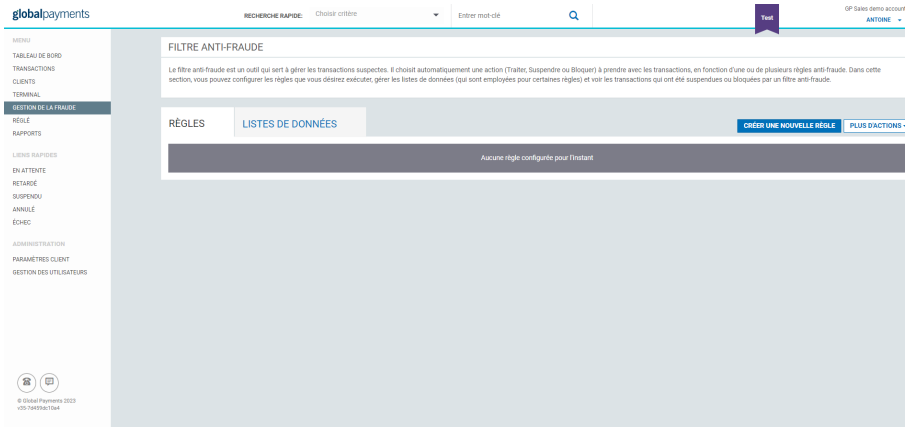 globalpayments
RECHERCHE RAPIDE: Choisir critère Entrer mot-clé
Test
GP Sales demo account
ANTOINE
MENU
TABLEAU DE BORD
TRANSACTIONS
CLIENTS
TERMINAL
GESTION DE LA FRAUDE
RÉGLÉ
RAPPORTS
LIENS RAPIDES
EN ATTENTE
RETARDÉ
SUSPENDU
ANNULÉ
ÉCHEC
ADMINISTRATION
PARAMÈTRES CLIENT
GESTION DES UTILISATEURS
© Global Payments 2023
v35-7d459dc10a4
FILTRE ANTI-FRAUDE
Le filtre anti-fraude est un outil qui sert à gérer les transactions suspectes. Il choisit automatiquement une action (Traiter, Suspendre ou Bloquer) à prendre avec les transactions, en fonction d'une ou de plusieurs règles anti-fraude. Dans cette
section, vous pouvez configurer les règles que vous désirez exécuter, gérer les listes de données (qui sont employées pour certaines règles) et voir les transactions qui ont été suspendues ou bloquées par un filtre anti-fraude.
RÈGLES LISTES DE DONNÉES
CRÉER UNE NOUVELLE RÈGLE PLUS D'ACTIONS
Aucune règle configurée pour l'instant